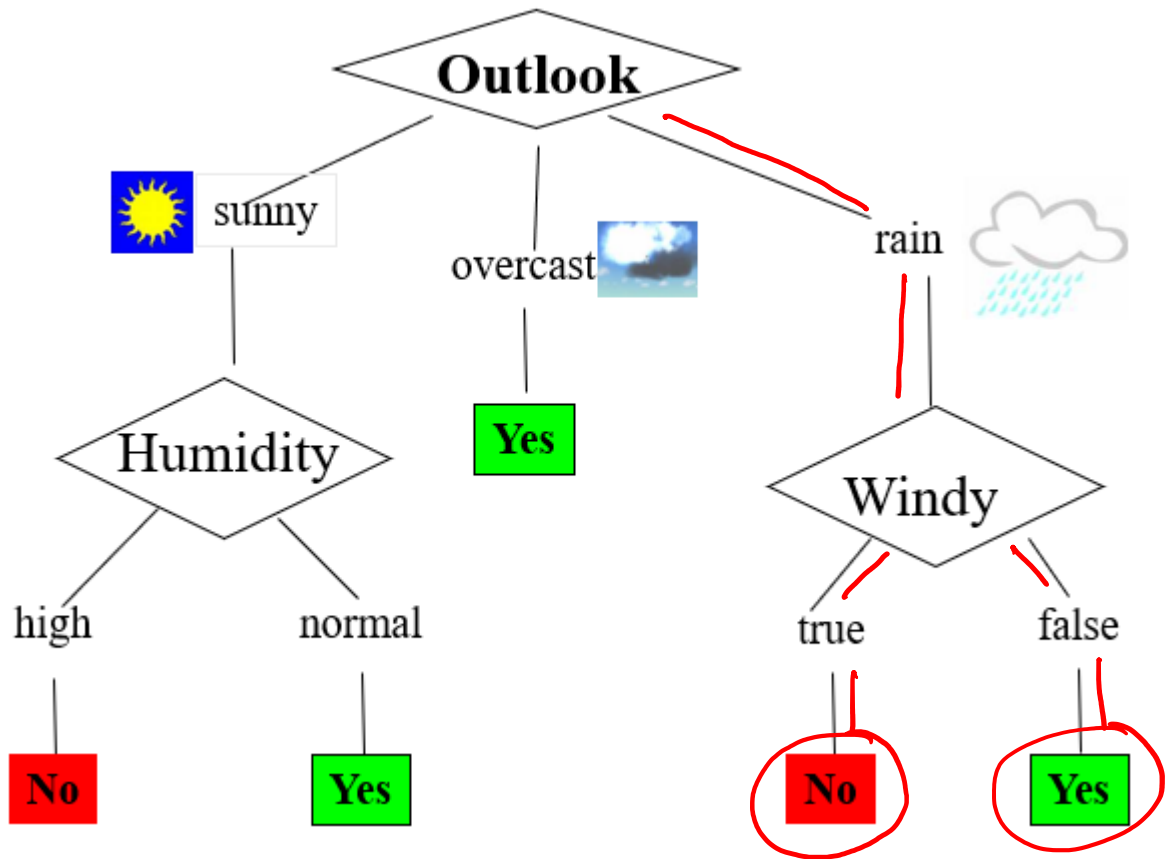 Outlook
sunny
overcast
rain
Humidity
Yes
Windy
high
normal
true
false
No
Yes
No
Yes